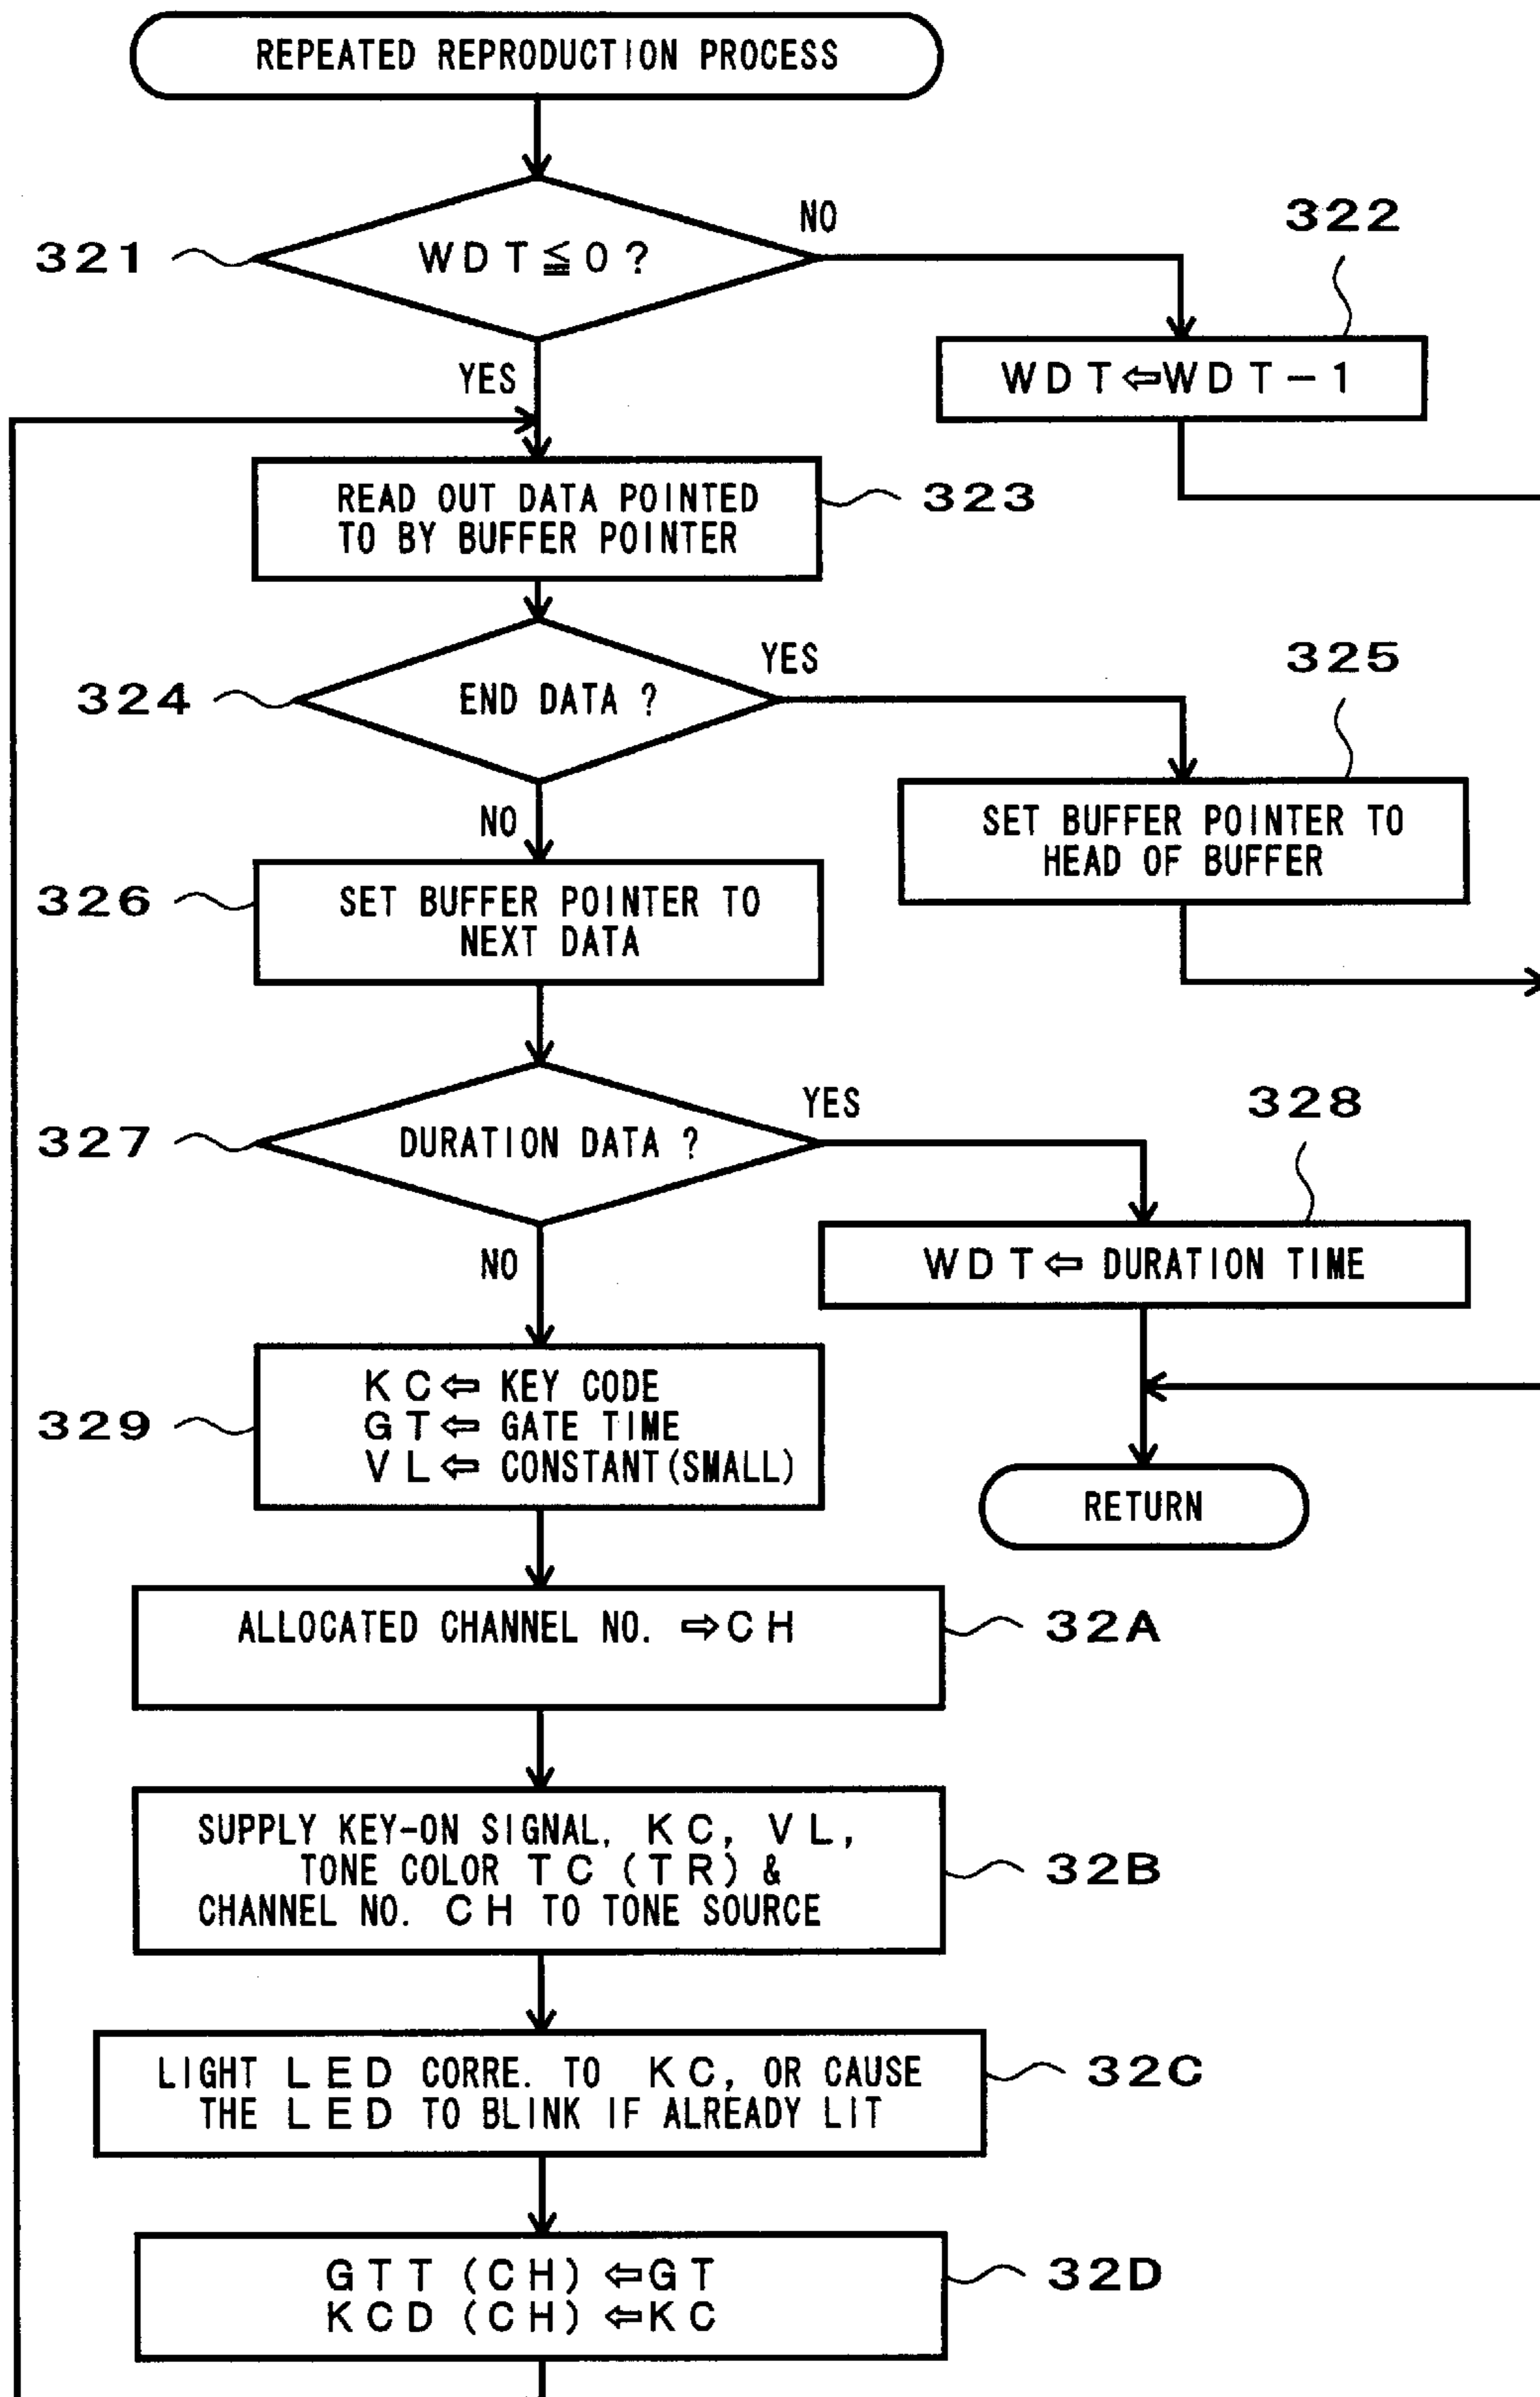 REPEATED REPRODUCTION PROCESS
321
WDT≦0?
NO
322
YES
WDT⇦WDT-1
READ OUT DATA POINTED
TO BY BUFFER POINTER
323
324
END DATA ?
YES
325
NO
SET BUFFER POINTER TO
HEAD OF BUFFER
326
SET BUFFER POINTER TO
NEXT DATA
327
DURATION DATA ?
YES
328
NO
WDT⇦ DURATION TIME
329
KC⇦ KEY CODE
GT⇦ GATE TIME
VL⇦ CONSTANT(SMALL)
RETURN
ALLOCATED CHANNEL NO. ⇨CH
32A
SUPPLY KEY-ON SIGNAL, KC, VL,
TONE COLOR TC (TR) &
CHANNEL NO. CH TO TONE SOURCE
32B
LIGHT LED CORRE. TO KC, OR CAUSE
THE LED TO BLINK IF ALREADY LIT
32C
GTT (CH) ⇦GT
KCD (CH) ⇦KC
32D